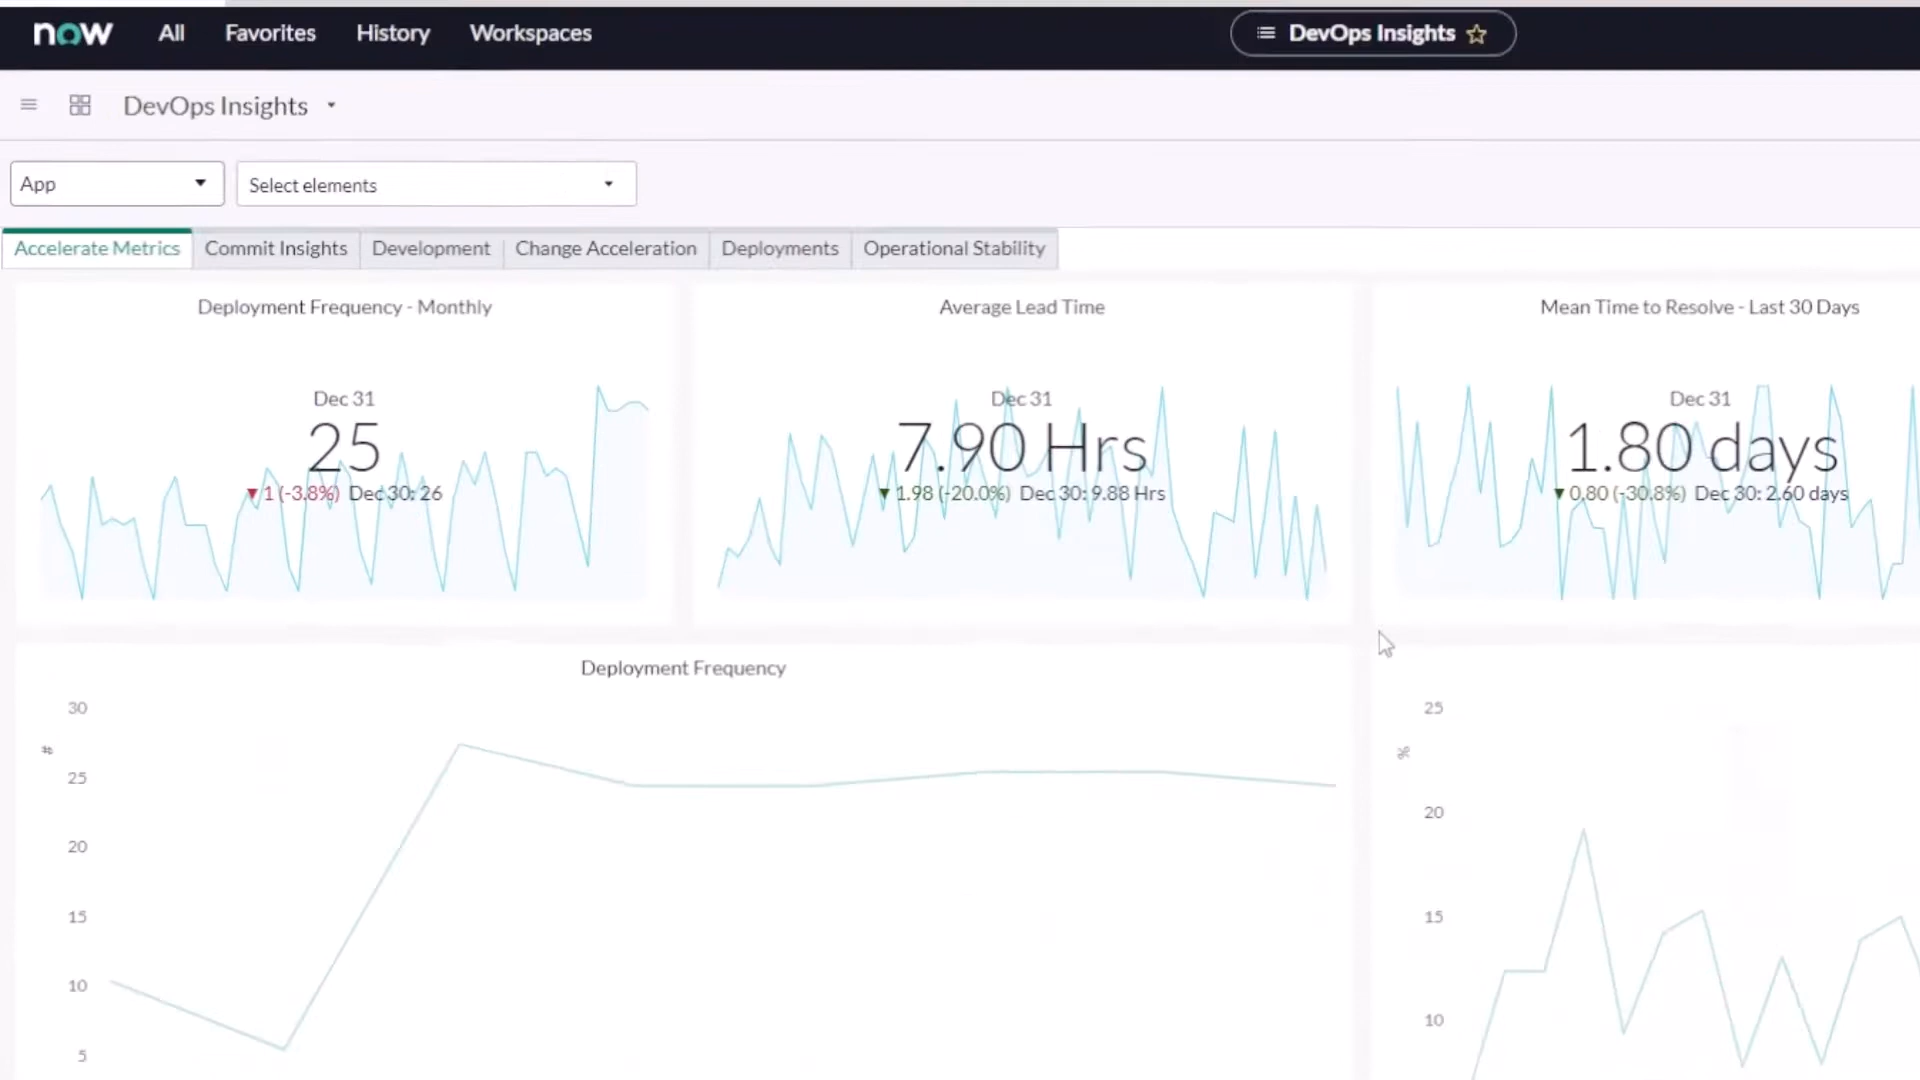 now All Favorites History Workspaces DevOps Insights
DevOps Insights
App Select elements
Accelerate Metrics Commit Insights Development Change Acceleration Deployments Operational Stability
Deployment Frequency - Monthly
Dec 31
25
▼ 1 (-3.8%) Dec 30: 26
Average Lead Time
Dec 31
7.90 Hrs
▼ 1.98 (-20.0%) Dec 30: 9.88 Hrs
Mean Time to Resolve - Last 30 Days
Dec 31
1.80 days
▼ 0.80 (-30.8%) Dec 30: 2.60 days
Deployment Frequency
#
30
25
20
15
10
5
%
25
20
15
10